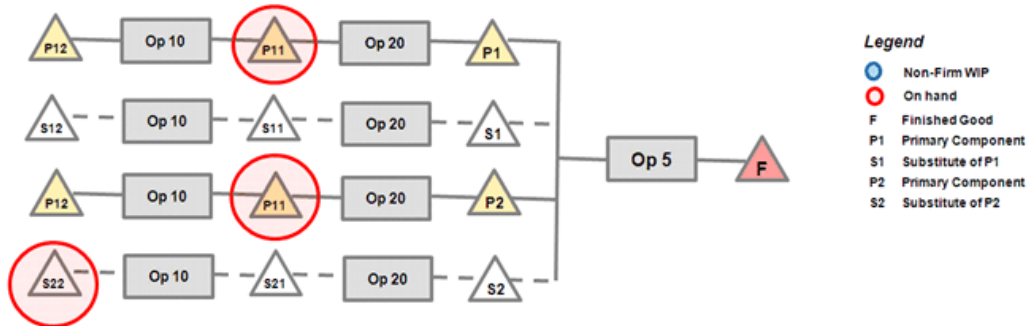 P12 Op 10 P11 Op 20 P1
S12 Op 10 S11 Op 20 S1
Op 5 F
P12 Op 10 P11 Op 20 P2
S22 Op 10 S21 Op 20 S2
Legend
Non-Firm WIP
On hand
F Finished Good
P1 Primary Component
S1 Substitute of P1
P2 Primary Component
S2 Substitute of P2